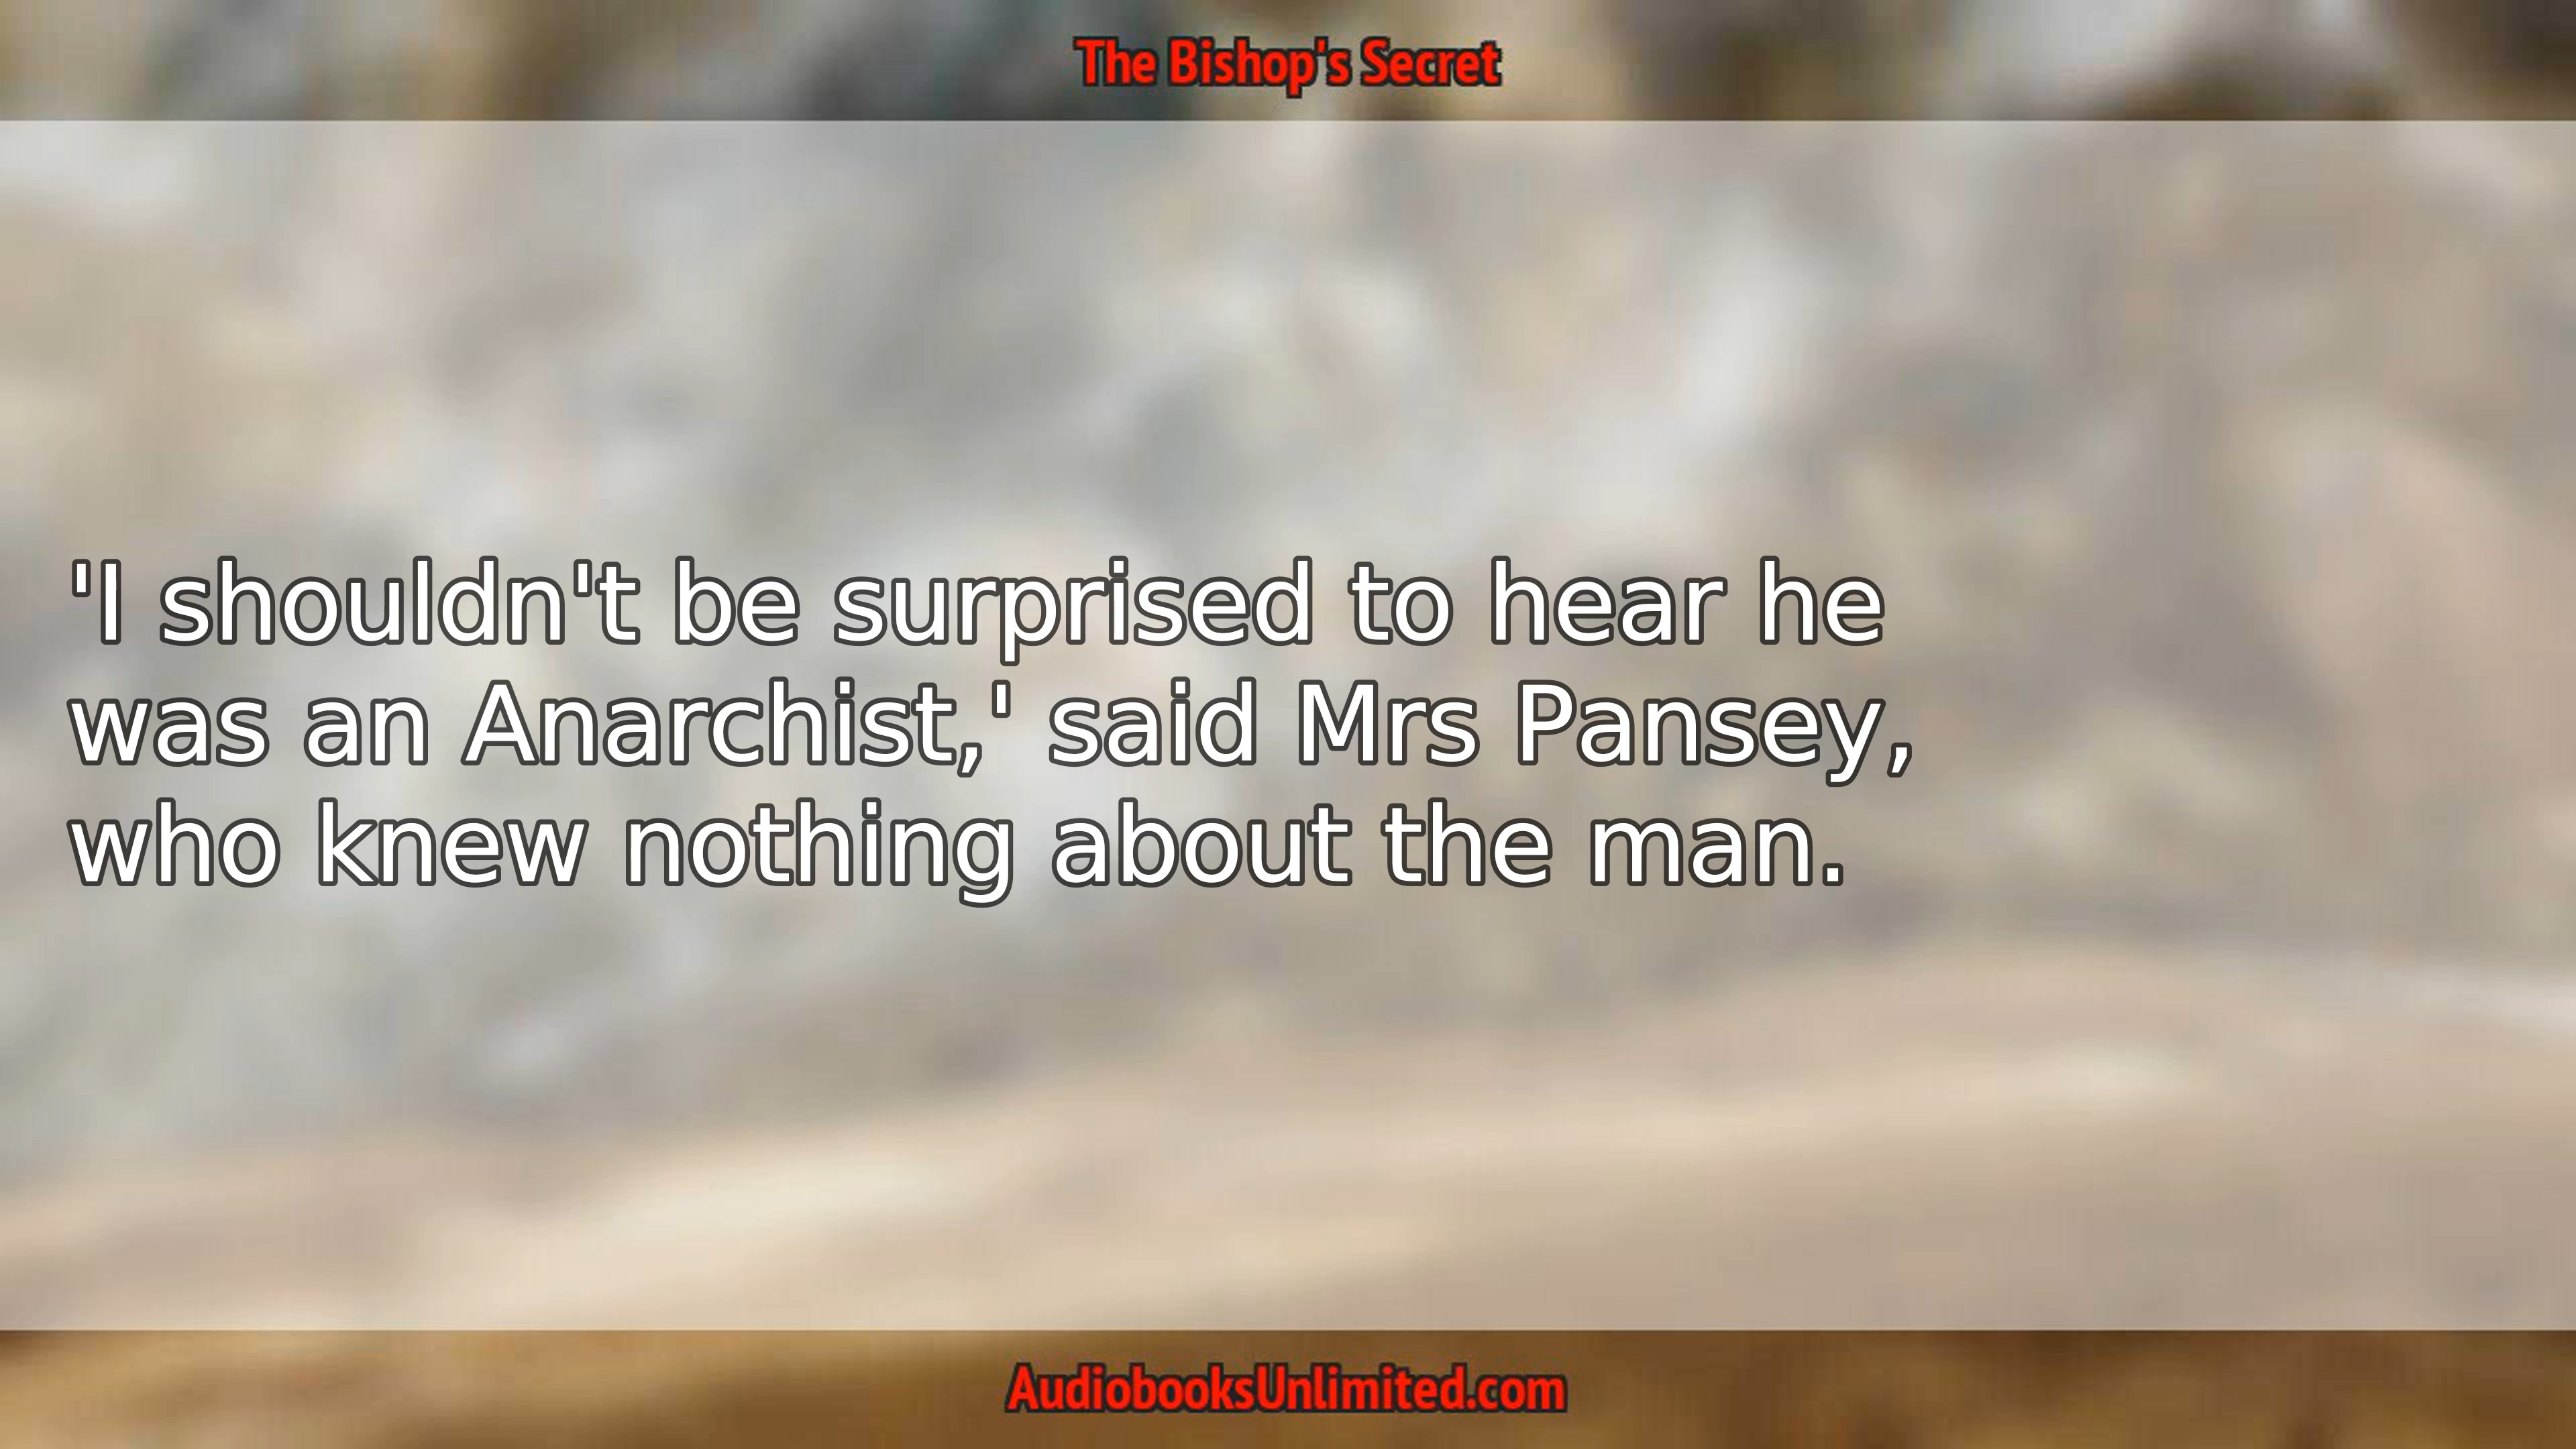 The Bishop's Secret
'I shouldn't be surprised to hear he
was an Anarchist,' said Mrs Pansey,
who knew nothing about the man.
AudiobooksUnlimited.com